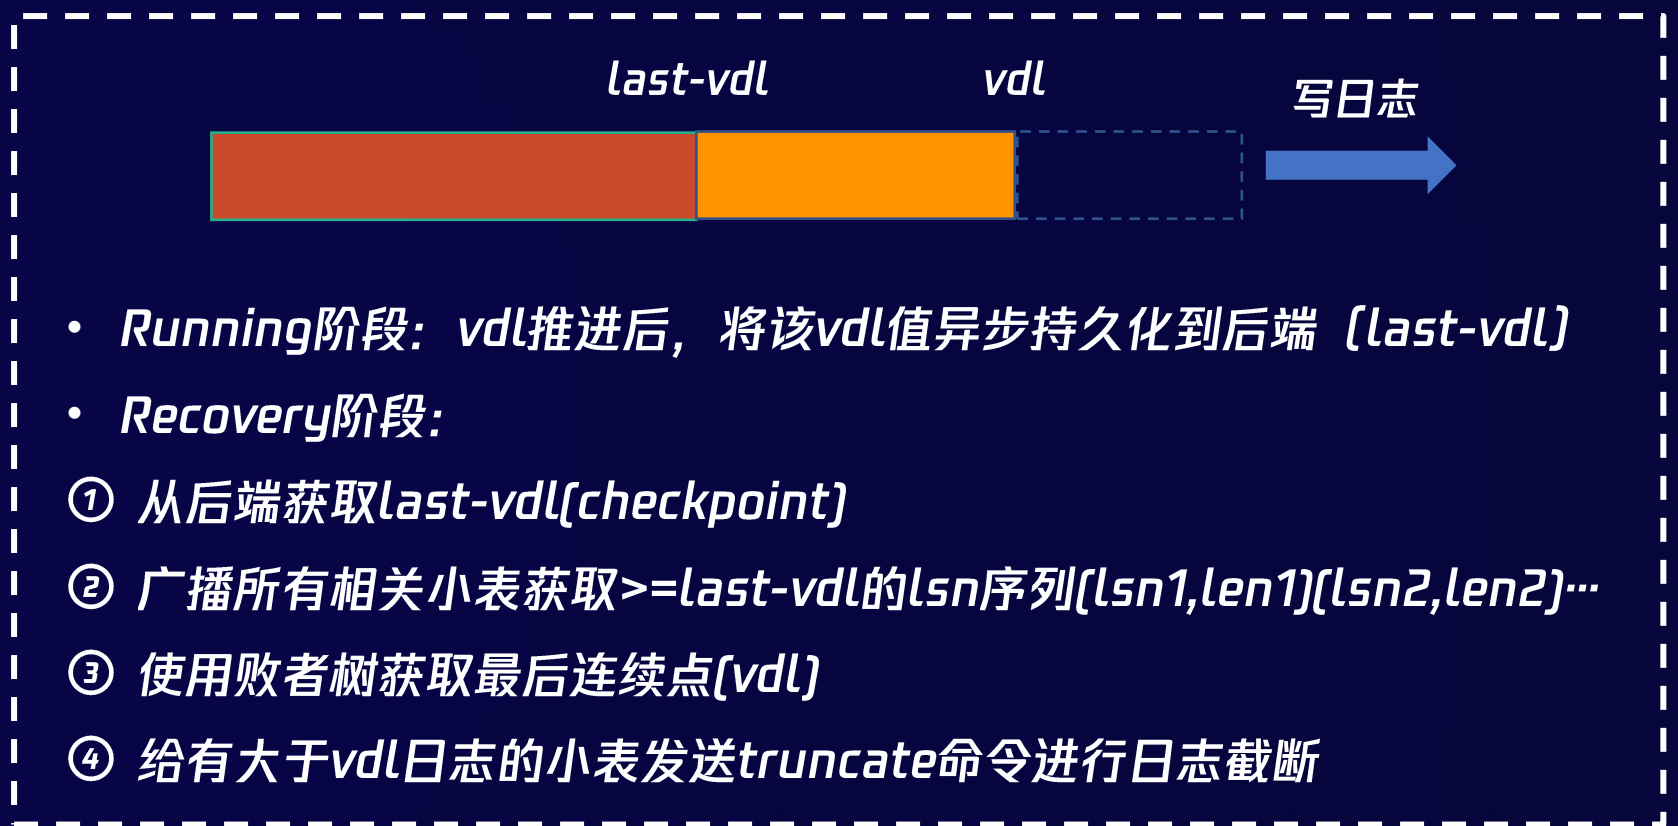 last-vdl
vdl
写日志
• Running阶段：vdl推进后，将该vdl值异步持久化到后端（last-vdl）
• Recovery阶段：
① 从后端获取last-vdl(checkpoint)
② 广播所有相关小表获取>=last-vdl的lsn序列(lsn1,len1)(lsn2,len2)…
③ 使用败者树获取最后连续点(vdl)
④ 给有大于vdl日志的小表发送truncate命令进行日志截断